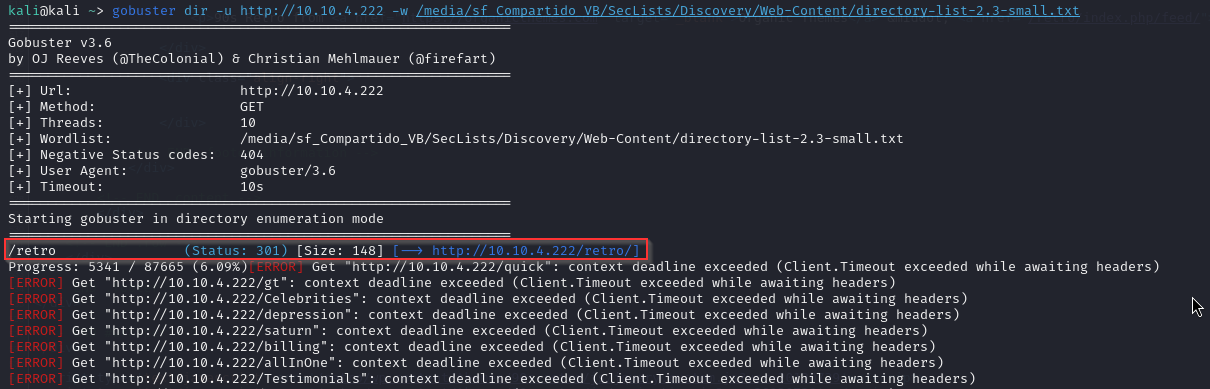 kali@kali ~> gobuster dir -u http://10.10.4.222 -w /media/sf_Compartido_VB/SecLists/Discovery/Web-Content/directory-list-2.3-small.txt
===============================================================
Gobuster v3.6
by OJ Reeves (@TheColonial) & Christian Mehlmauer (@firefart)
===============================================================
[+] Url:                     http://10.10.4.222
[+] Method:                  GET
[+] Threads:                 10
[+] Wordlist:                /media/sf_Compartido_VB/SecLists/Discovery/Web-Content/directory-list-2.3-small.txt
[+] Negative Status codes:   404
[+] User Agent:              gobuster/3.6
[+] Timeout:                 10s
===============================================================
Starting gobuster in directory enumeration mode
===============================================================
/retro                (Status: 301) [Size: 148] [--> http://10.10.4.222/retro/]
Progress: 5341 / 87665 (6.09%)[ERROR] Get "http://10.10.4.222/quick": context deadline exceeded (Client.Timeout exceeded while awaiting headers)
[ERROR] Get "http://10.10.4.222/gt": context deadline exceeded (Client.Timeout exceeded while awaiting headers)
[ERROR] Get "http://10.10.4.222/Celebrities": context deadline exceeded (Client.Timeout exceeded while awaiting headers)
[ERROR] Get "http://10.10.4.222/depression": context deadline exceeded (Client.Timeout exceeded while awaiting headers)
[ERROR] Get "http://10.10.4.222/saturn": context deadline exceeded (Client.Timeout exceeded while awaiting headers)
[ERROR] Get "http://10.10.4.222/billing": context deadline exceeded (Client.Timeout exceeded while awaiting headers)
[ERROR] Get "http://10.10.4.222/allInOne": context deadline exceeded (Client.Timeout exceeded while awaiting headers)
[ERROR] Get "http://10.10.4.222/Testimonials": context deadline exceeded (Client.Timeout exceeded while awaiting headers)